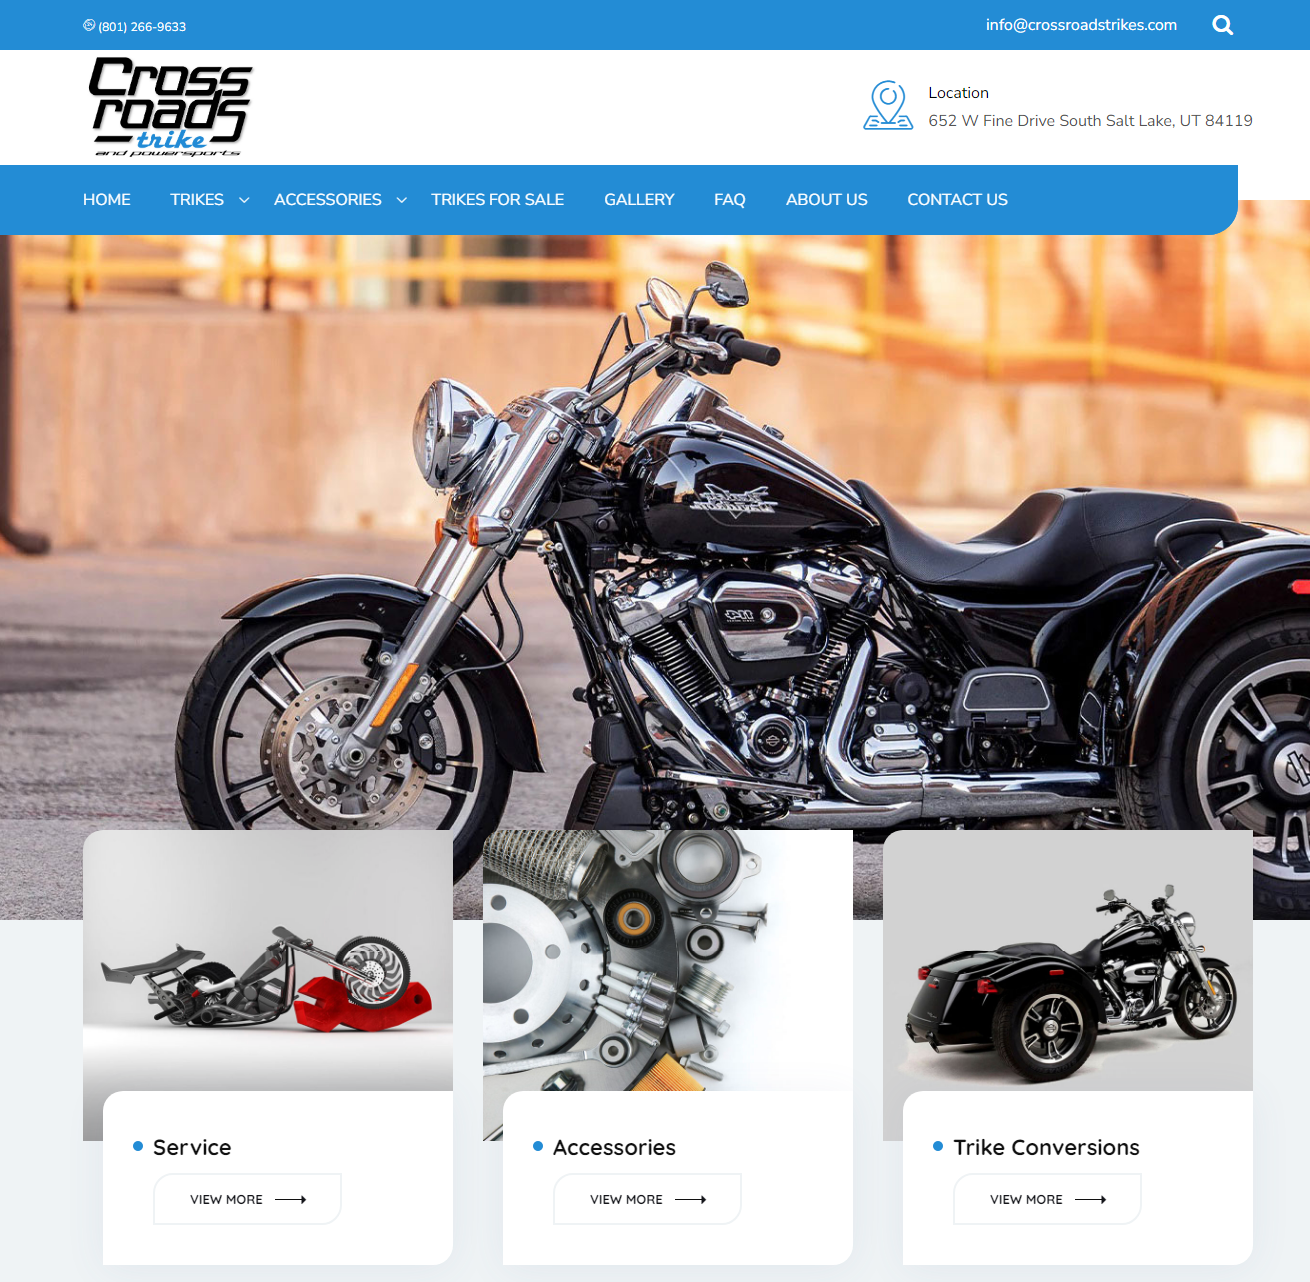 (801) 266-9633
info@crossroadstrikes.com
Cross
roads
trike
and powersports
Location
652 W Fine Drive South Salt Lake, UT 84119
HOME TRIKES ACCESSORIES TRIKES FOR SALE GALLERY FAQ ABOUT US CONTACT US
Service
VIEW MORE
Accessories
VIEW MORE
Trike Conversions
VIEW MORE